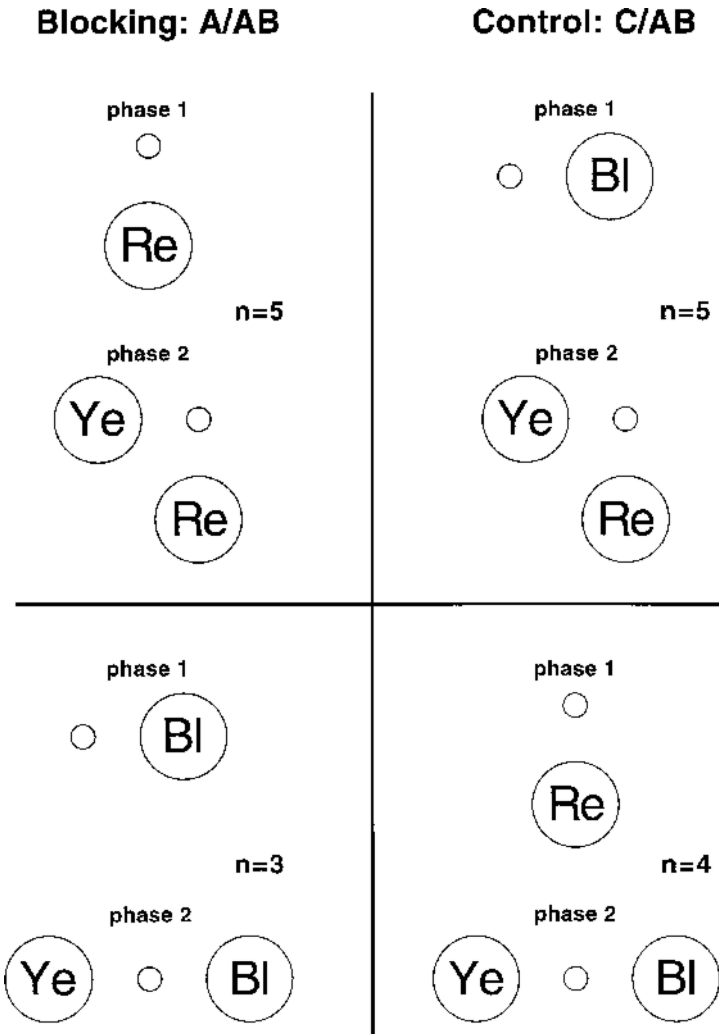 Blocking: A/AB
Control: C/AB
phase 1
Re
n=5
phase 2
Ye
Re
phase 1
Bl
n=5
phase 2
Ye
Re
phase 1
Bl
n=3
phase 2
Ye Bl
phase 1
Re
n=4
phase 2
Ye Bl